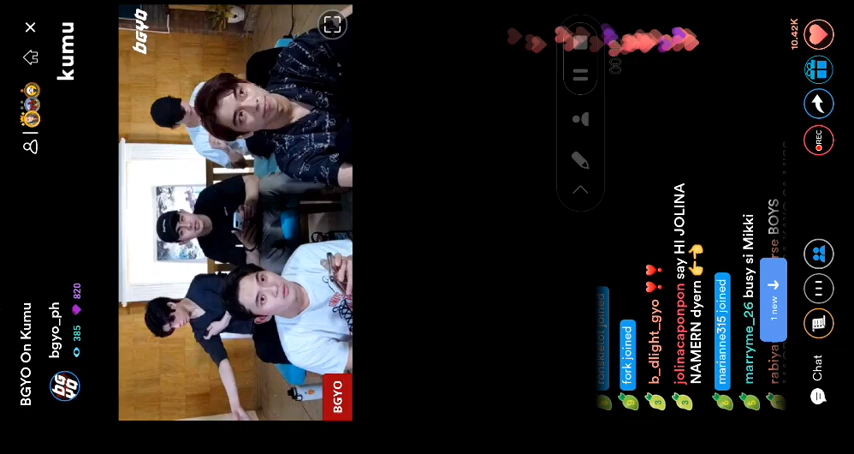 kumu
BGYO On Kumu
bgyo_ph
385 820
BGYO
BGYO
fork joined
b_dlight_gyo ❣️❣️
jolinacaponpon say HI JOLINA
NAMERN dyern 👉👈
marianne315 joined
marryme_26 busy si Mikki
BOYS
1 new ↓
Chat
REC
10.42K